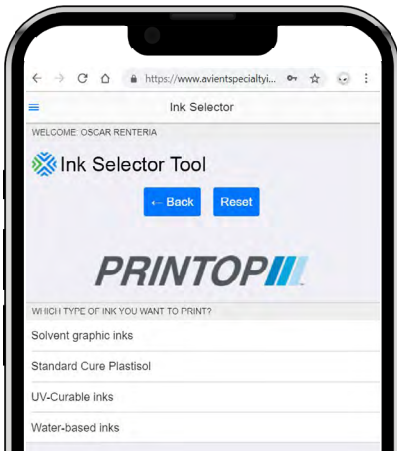 https://www.avientspecialtyi...
Ink Selector
WELCOME: OSCAR RENTERIA
Ink Selector Tool
← Back Reset
PRINTOP
WHICH TYPE OF INK YOU WANT TO PRINT?
Solvent graphic inks
Standard Cure Plastisol
UV-Curable inks
Water-based inks